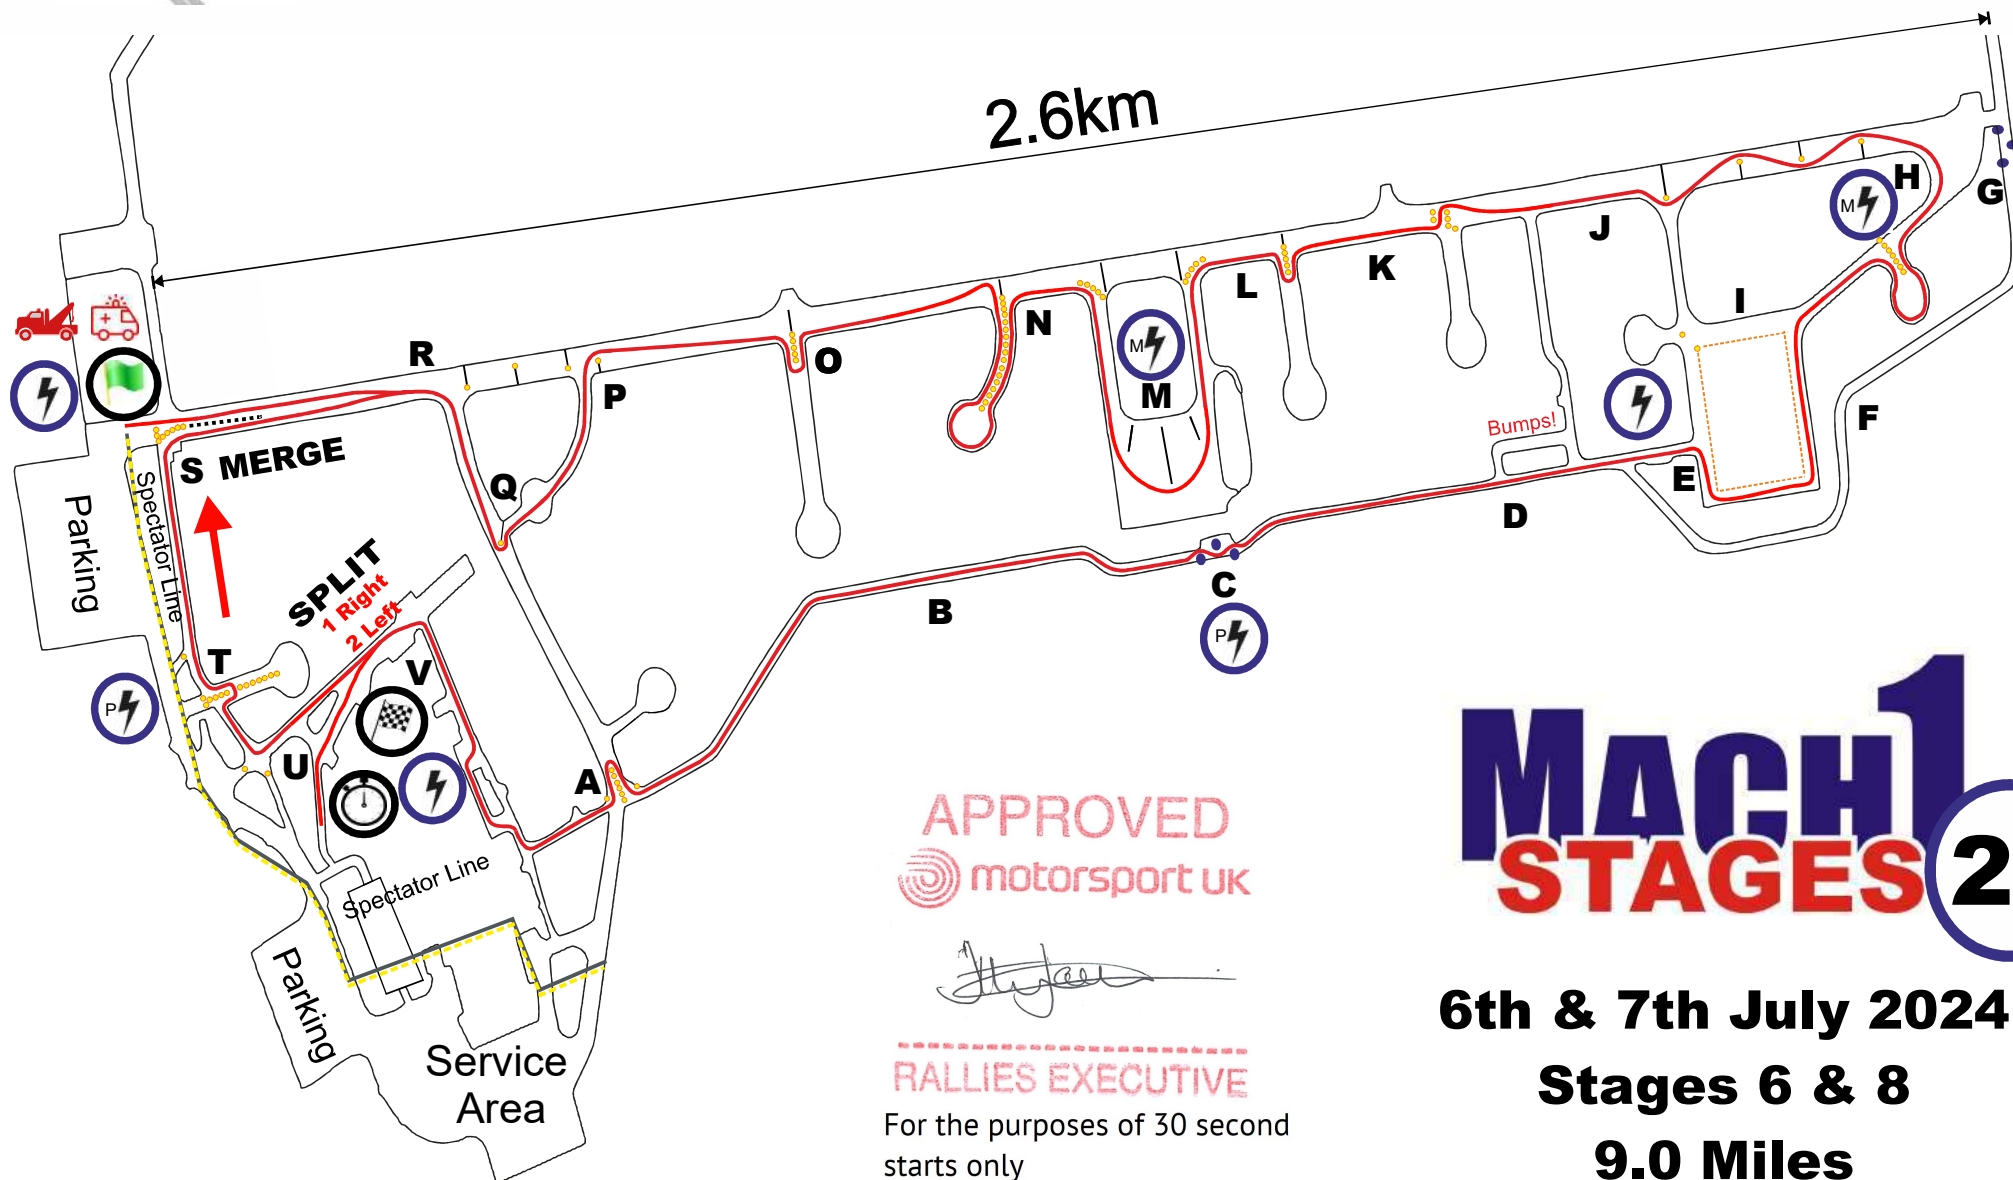 2.6km
H
G
M
J
K
L
I
N
M
O
M
R
P
F
Bumps!
S MERGE
Q
E
D
Parking
Spectator Line
SPLIT
1 Right
2 Left
C
B
P
T
V
P
U
A
APPROVED
motorsport UK
MACH 1
STAGES
2
Spectator Line
Parking
RALLIES EXECUTIVE
For the purposes of 30 second
starts only
Service
Area
6th & 7th July 2024
Stages 6 & 8
9.0 Miles